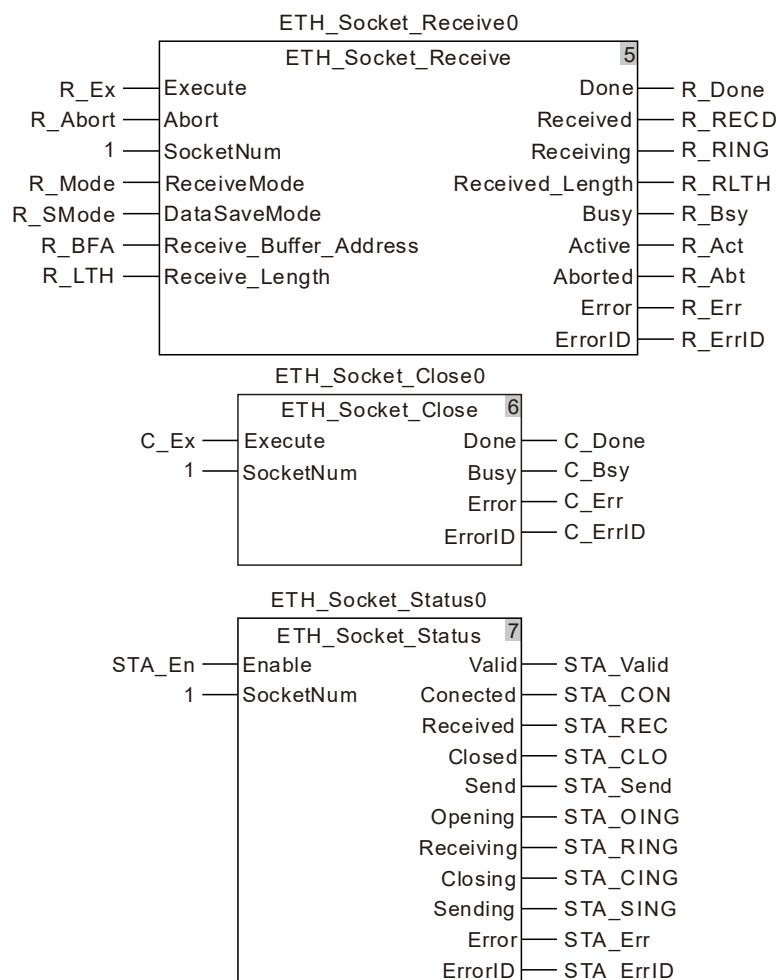 ETH_Socket_Receive0
ETH_Socket_Receive 5
R_Ex Execute Done R_Done
R_Abort Abort Received R_RECD
1 SocketNum Receiving R_RING
R_Mode ReceiveMode Received_Length R_RLTH
R_SMode DataSaveMode Busy R_Bsy
R_BFA Receive_Buffer_Address Active R_Act
R_LTH Receive_Length Aborted R_Abt
Error R_Err
ErrorID R_ErrID
ETH_Socket_Close0
ETH_Socket_Close 6
C_Ex Execute Done C_Done
1 SocketNum Busy C_Bsy
Error C_Err
ErrorID C_ErrID
ETH_Socket_Status0
ETH_Socket_Status 7
STA_En Enable Valid STA_Valid
1 SocketNum Conected STA_CON
Received STA_REC
Closed STA_CLO
Send STA_Send
Opening STA_OING
Receiving STA_RING
Closing STA_CING
Sending STA_SING
Error STA_Err
ErrorID STA_ErrID